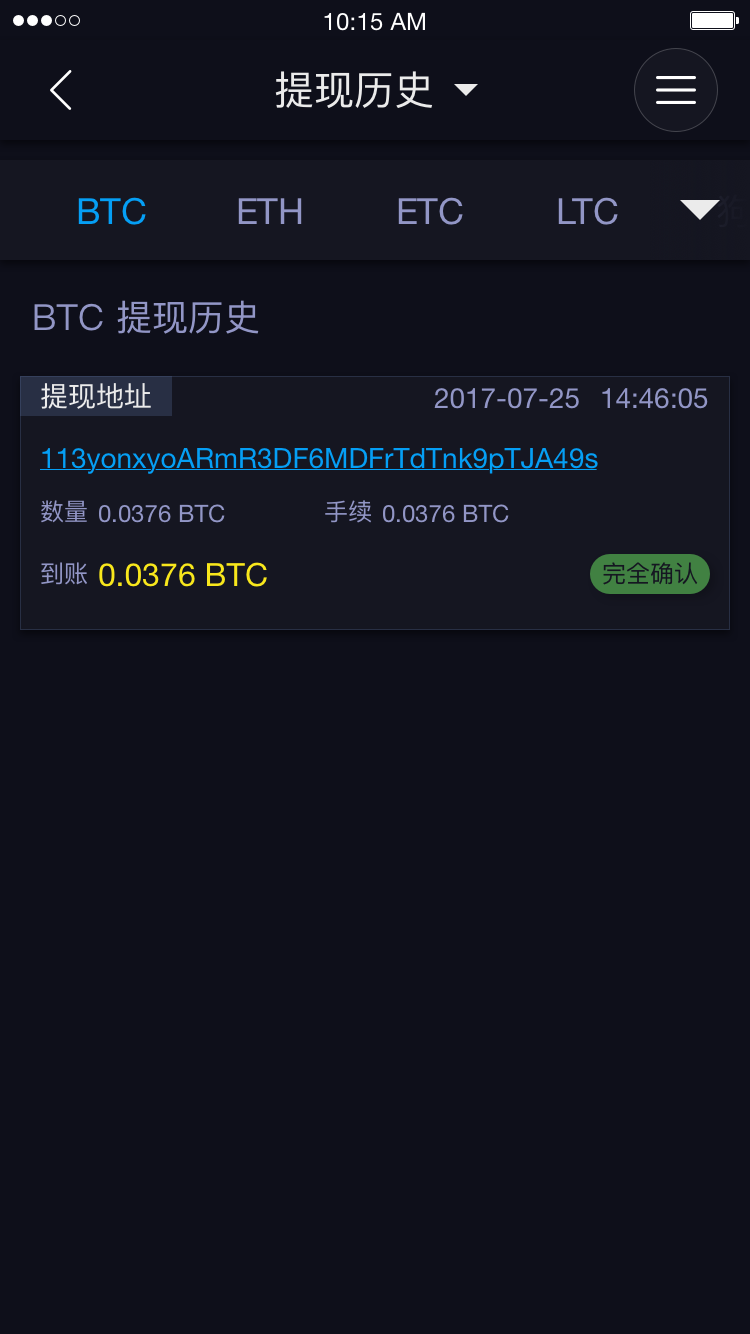 10:15 AM
提现历史
BTC ETH ETC LTC
BTC 提现历史
提现地址 2017-07-25 14:46:05
113yonxyoARmR3DF6MDFrTdTnk9pTJA49s
数量 0.0376 BTC 手续 0.0376 BTC
到账 0.0376 BTC 完全确认